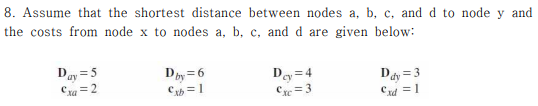 8. Assume that the shortest distance between nodes a, b, c, and d to node y and
the costs from node x to nodes a, b, c, and d are given below:
Day = 5 Dby = 6 Dcy = 4 Ddy = 3
cxa = 2 cxb = 1 cxc = 3 cxd = 1